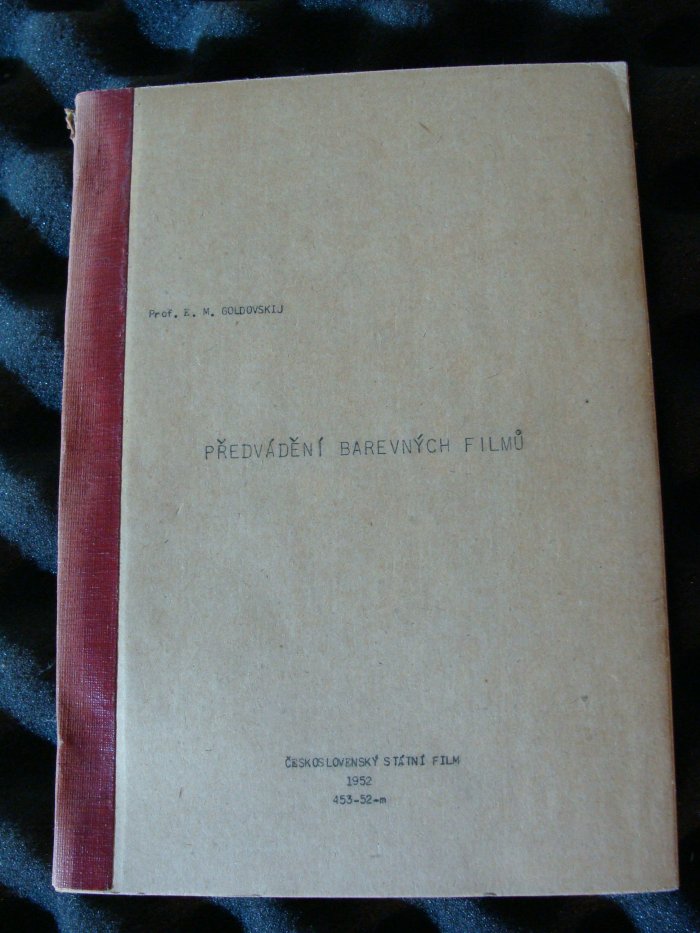 Prof. E. M. GOLDOVSKIJ
PŘEDVÁDĚNÍ BAREVNÝCH FILMŮ
ČESKOSLOVENSKÝ STÁTNÍ FILM
1952
453-52-m